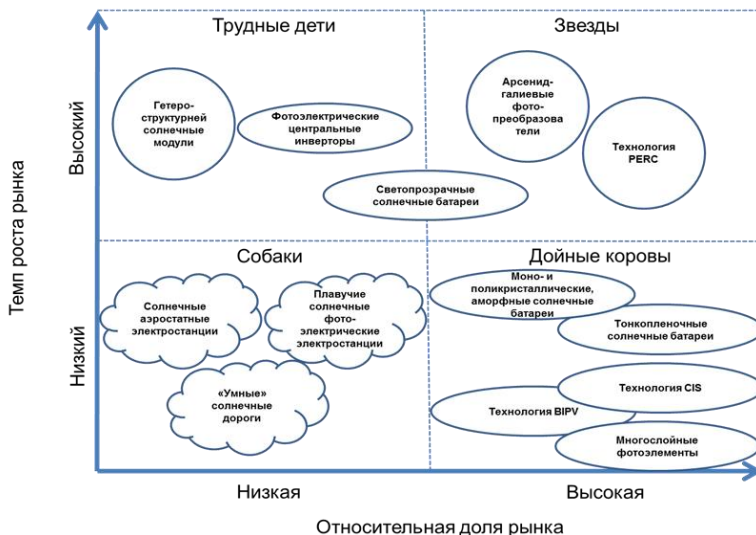 Трудные дети
Звезды
Темп роста рынка
Высокий
Низкий
Гетеро-
структурней
солнечные
модули
Фотоэлектрические
центральные
инверторы
Светопрозрачные
солнечные батареи
Арсенид-
галиевые
фото-
преобразова
тели
Технология
PERC
Собаки
Дойные коровы
Солнечные
аэростатные
электростанции
Плавучие
солнечные
фото-
электрические
электростанции
«Умные»
солнечные
дороги
Моно- и
поликристаллические,
аморфные солнечные
батареи
Тонкопленочные
солнечные батареи
Технология CIS
Технология BIPV
Многослойные
фотоэлементы
Низкая
Высокая
Относительная доля рынка